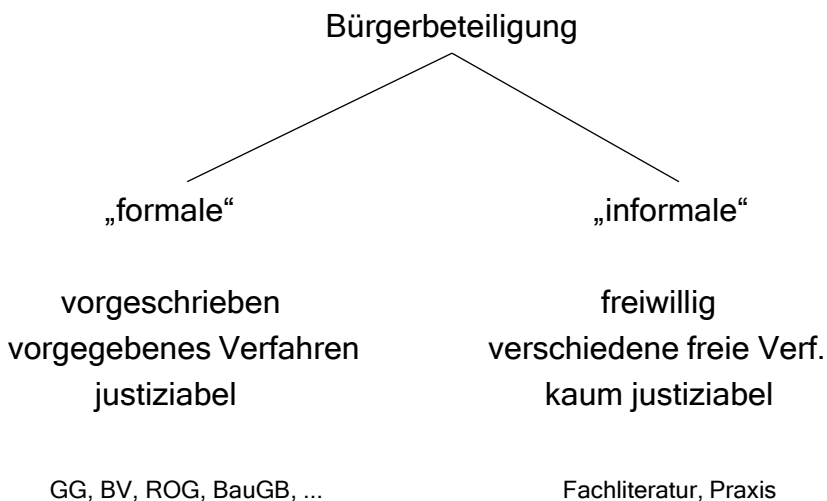 Bürgerbeteiligung
„formale“
„informale“
vorgeschrieben
vorgegebenes Verfahren
justiziabel
freiwillig
verschiedene freie Verf.
kaum justiziabel
GG, BV, ROG, BauGB, ...
Fachliteratur, Praxis